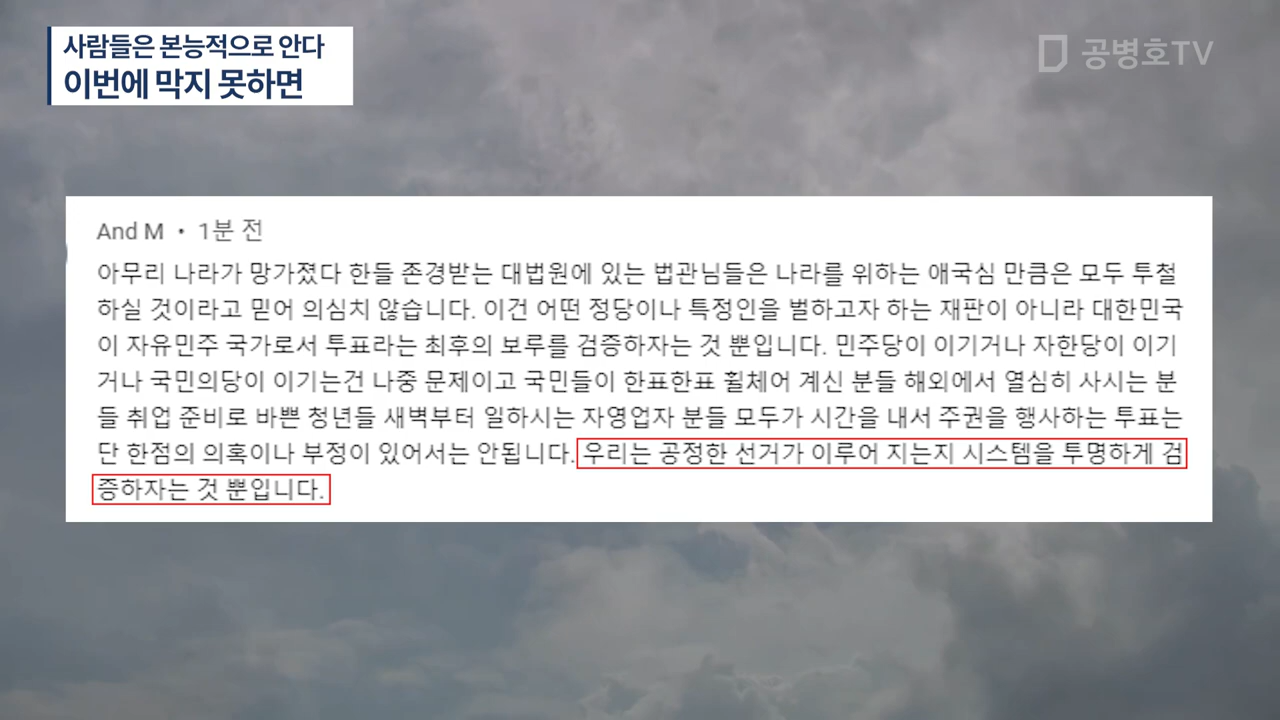 사람들은 본능적으로 안다
이번에 막지 못하면
공병호TV
And M • 1분 전
아무리 나라가 망가졌다 한들 존경받는 대법원에 있는 법관님들은 나라를 위하는 애국심 만큼은 모두 투철
하실 것이라고 믿어 의심치 않습니다. 이건 어떤 정당이나 특정인을 벌하고자 하는 재판이 아니라 대한민국
이 자유민주 국가로서 투표라는 최후의 보루를 검증하자는 것 뿐입니다. 민주당이 이기거나 자한당이 이기
거나 국민의당이 이기는건 나중 문제이고 국민들이 한표한표 휠체어 계신 분들 해외에서 열심히 사시는 분
들 취업 준비로 바쁜 청년들 새벽부터 일하시는 자영업자 분들 모두가 시간을 내서 주권을 행사하는 투표는
단 한점의 의혹이나 부정이 있어서는 안됩니다. 우리는 공정한 선거가 이루어 지는지 시스템을 투명하게 검
증하자는 것 뿐입니다.